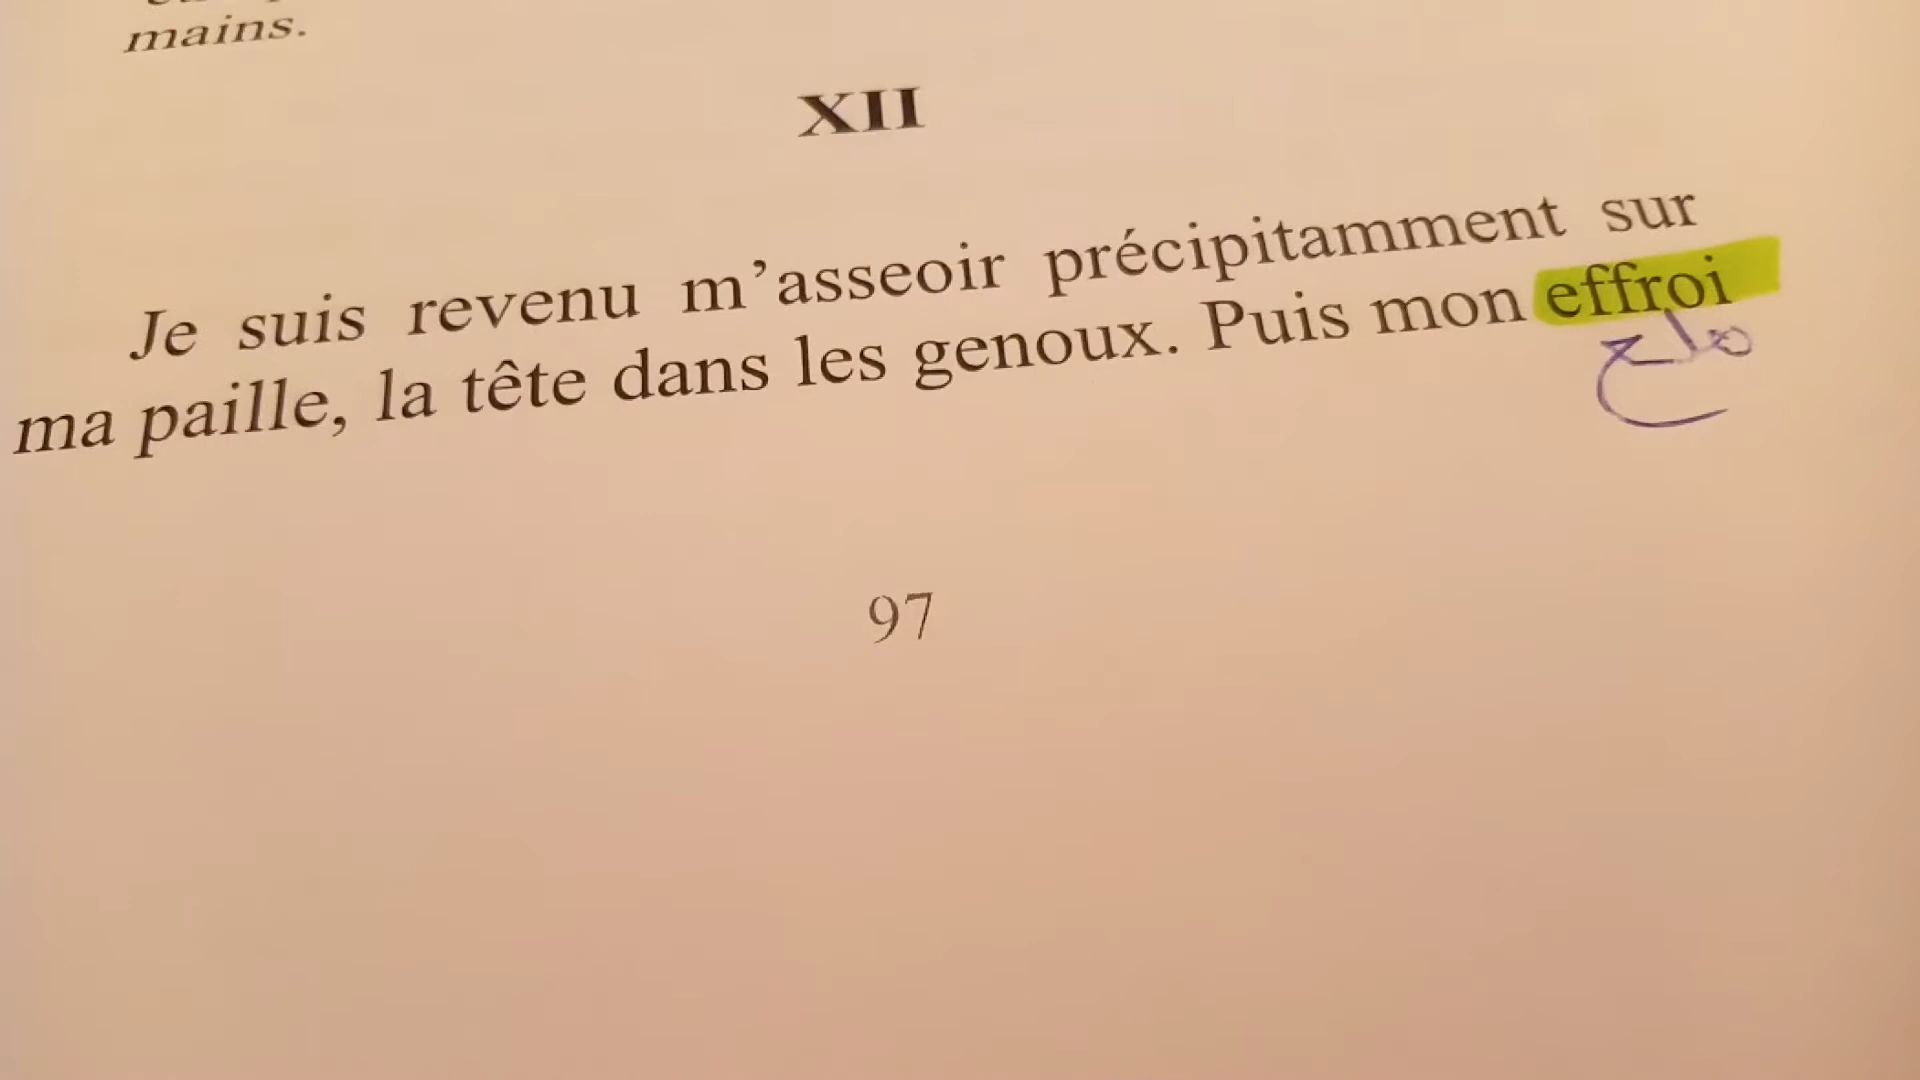 mains.
XII
Je suis revenu m’asseoir précipitamment sur
ma paille, la tête dans les genoux. Puis mon effroi
هلع
97